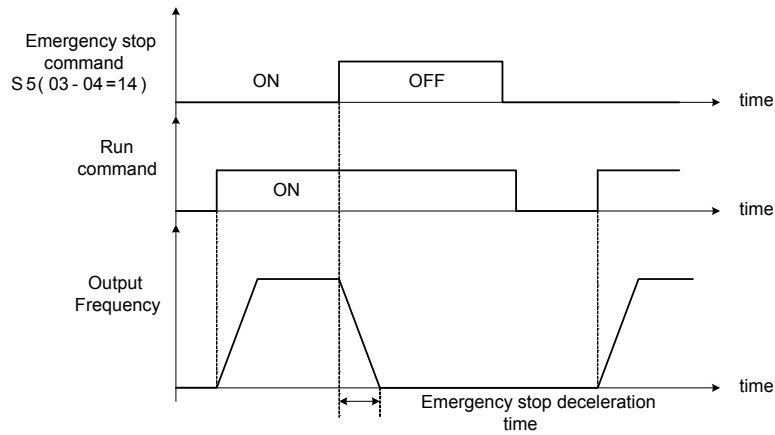 Emergency stop
command
S5(03-04=14)
ON
OFF
time
Run
command
ON
time
Output
Frequency
time
Emergency stop deceleration
time